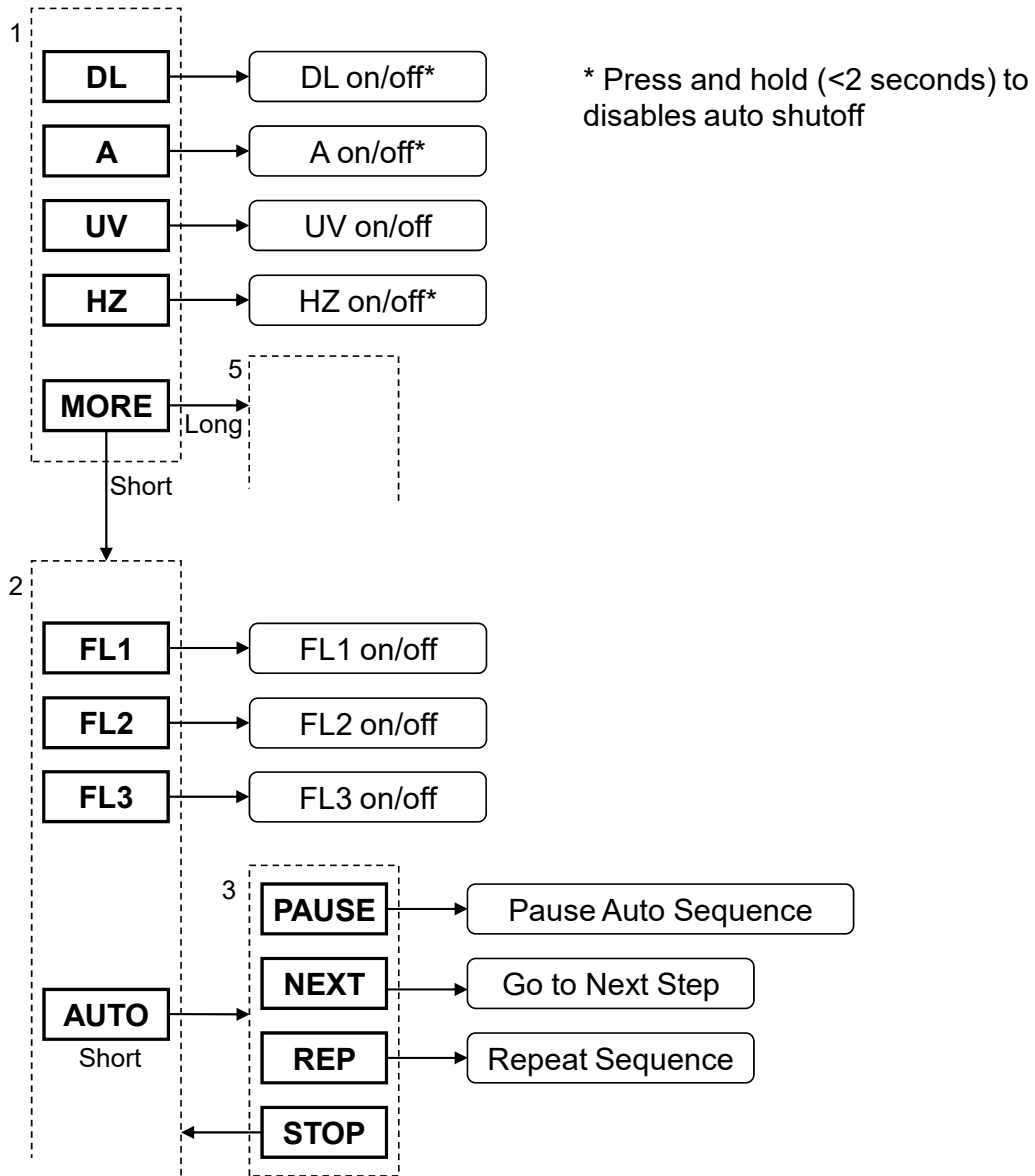 1
DL
DL on/off*
* Press and hold (<2 seconds) to
disables auto shutoff
A
A on/off*
UV
UV on/off
HZ
HZ on/off*
5
MORE
Long
Short
2
FL1
FL1 on/off
FL2
FL2 on/off
FL3
FL3 on/off
3
PAUSE
Pause Auto Sequence
NEXT
Go to Next Step
AUTO
Short
REP
Repeat Sequence
STOP